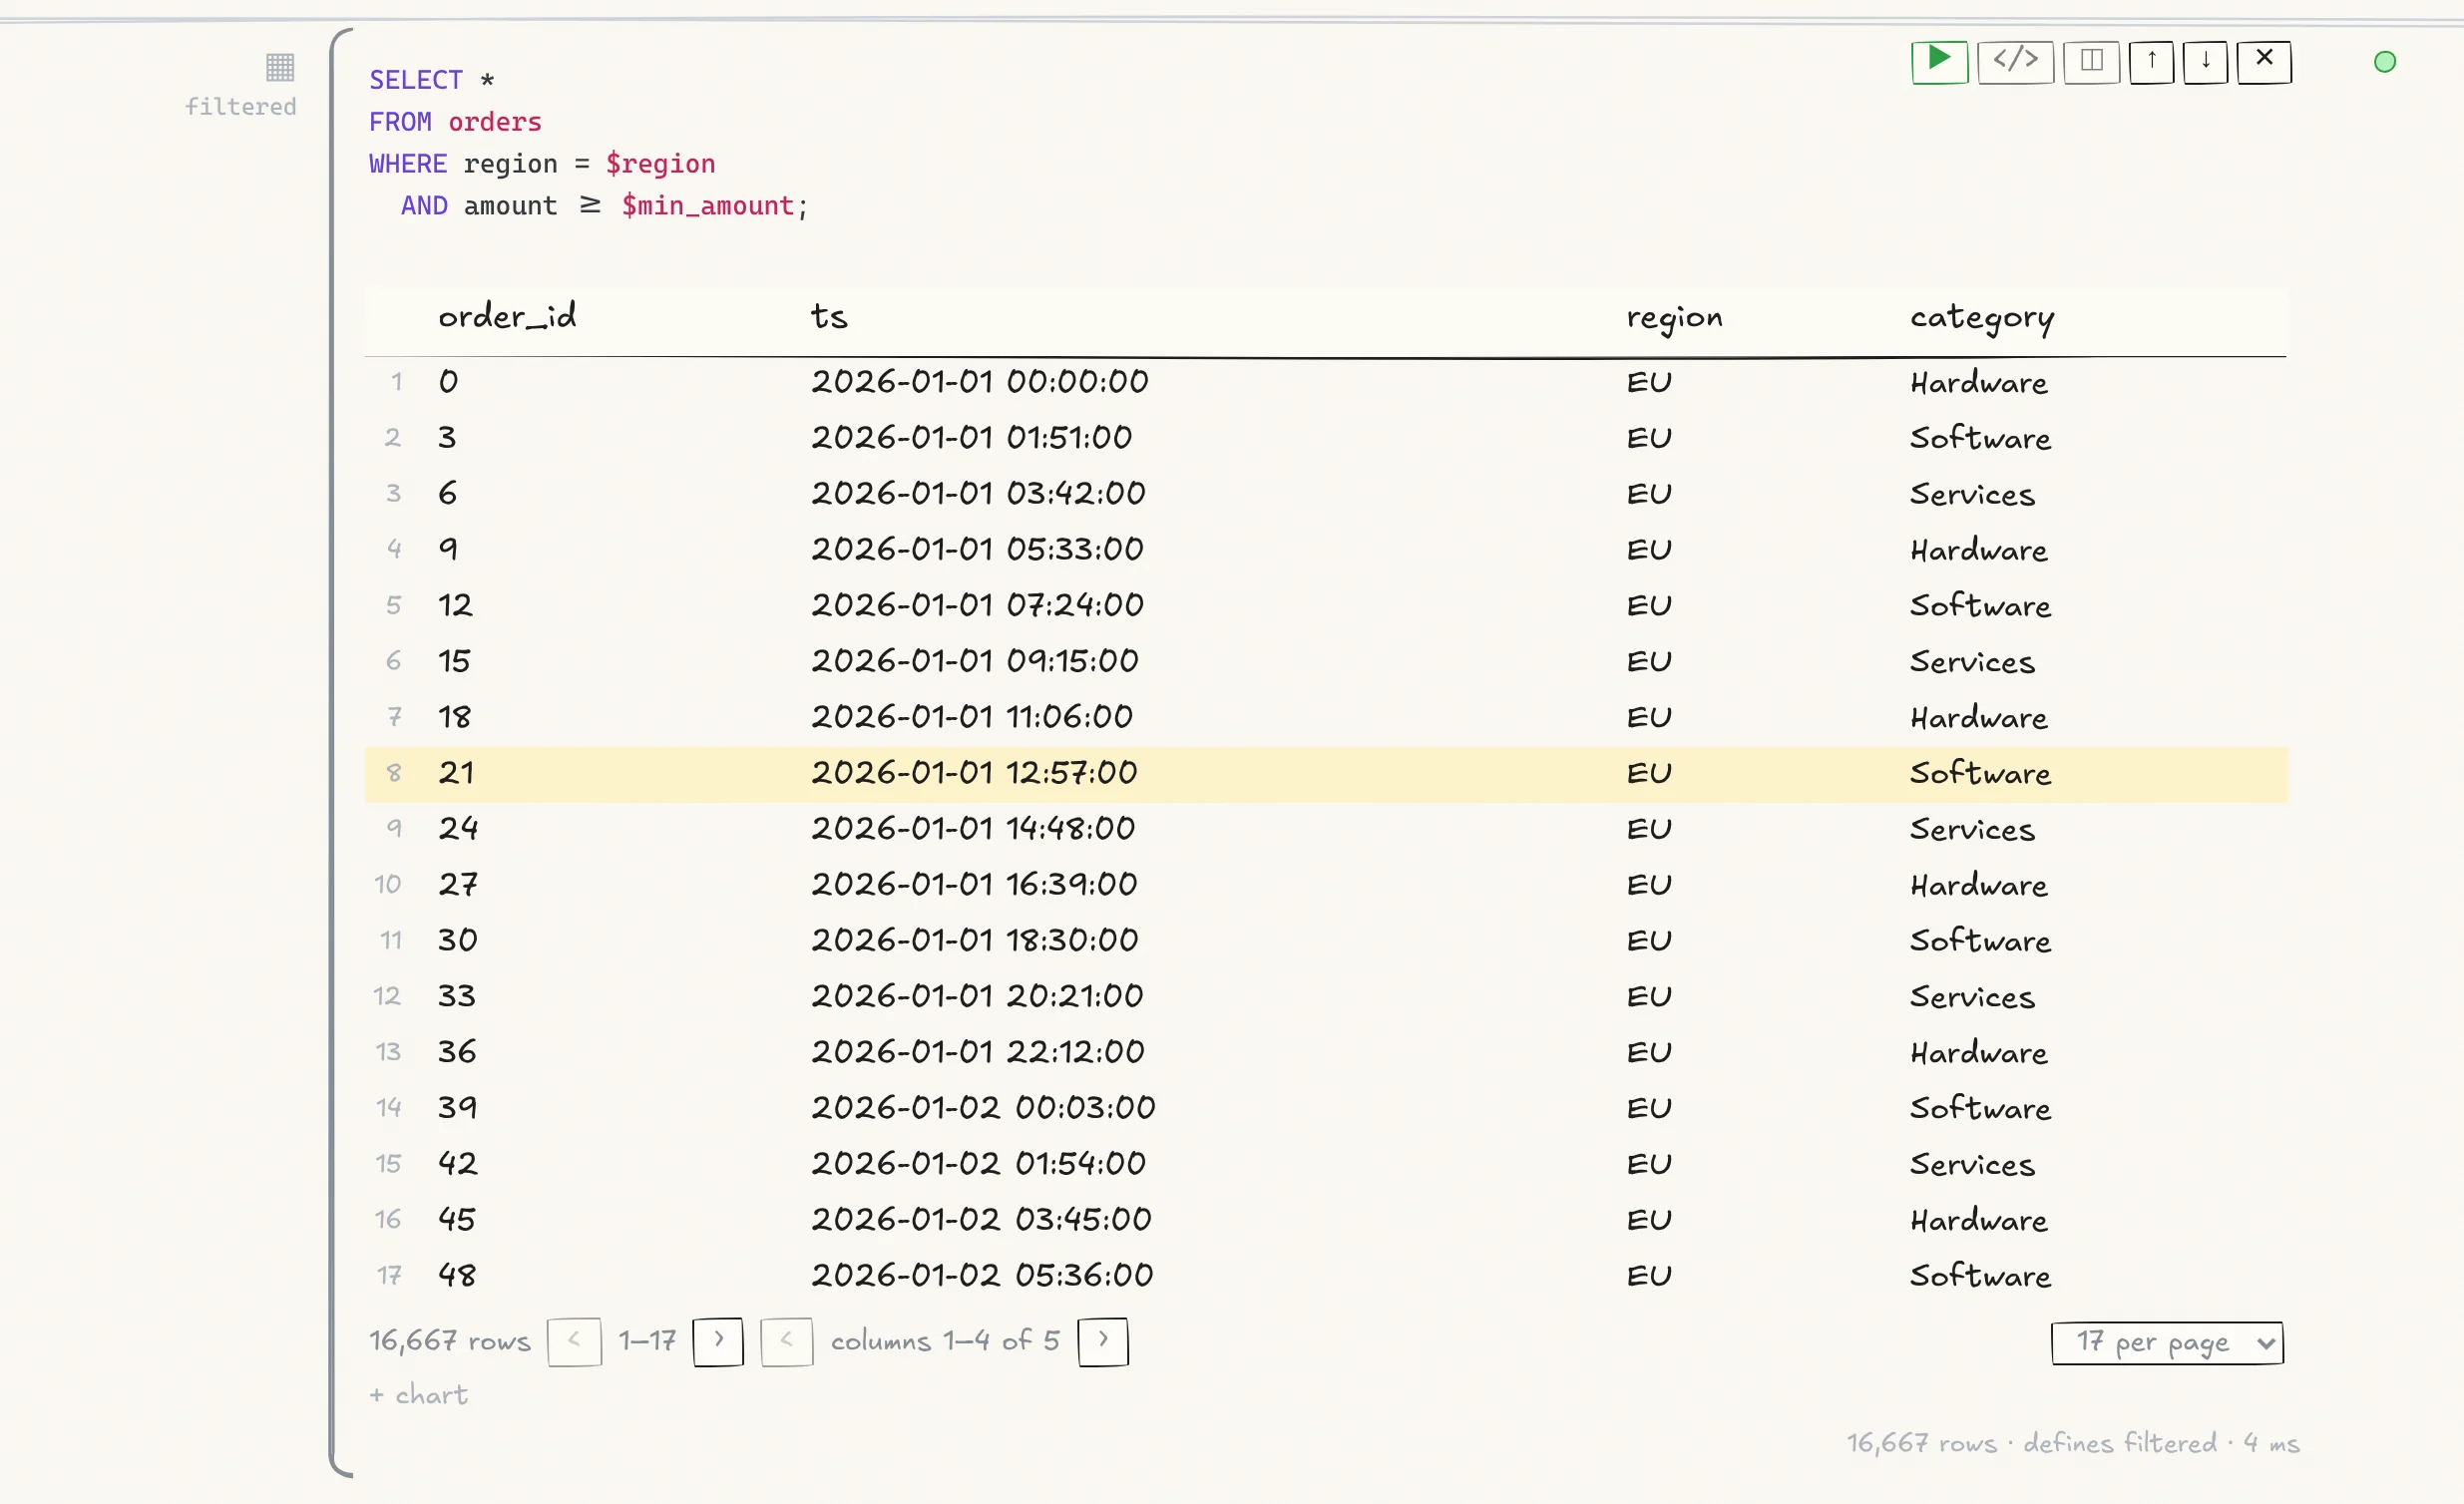 filtered
SELECT *
FROM orders
WHERE region = $region
AND amount ≥ $min_amount;
</> ↑ ↓ ×
order_id ts region category
1 0 2026-01-01 00:00:00 EU Hardware
2 3 2026-01-01 01:51:00 EU Software
3 6 2026-01-01 03:42:00 EU Services
4 9 2026-01-01 05:33:00 EU Hardware
5 12 2026-01-01 07:24:00 EU Software
6 15 2026-01-01 09:15:00 EU Services
7 18 2026-01-01 11:06:00 EU Hardware
8 21 2026-01-01 12:57:00 EU Software
9 24 2026-01-01 14:48:00 EU Services
10 27 2026-01-01 16:39:00 EU Hardware
11 30 2026-01-01 18:30:00 EU Software
12 33 2026-01-01 20:21:00 EU Services
13 36 2026-01-01 22:12:00 EU Hardware
14 39 2026-01-02 00:03:00 EU Software
15 42 2026-01-02 01:54:00 EU Services
16 45 2026-01-02 03:45:00 EU Hardware
17 48 2026-01-02 05:36:00 EU Software
16,667 rows < 1–17 > < columns 1–4 of 5 > 17 per page
+ chart
16,667 rows · defines filtered · 4 ms